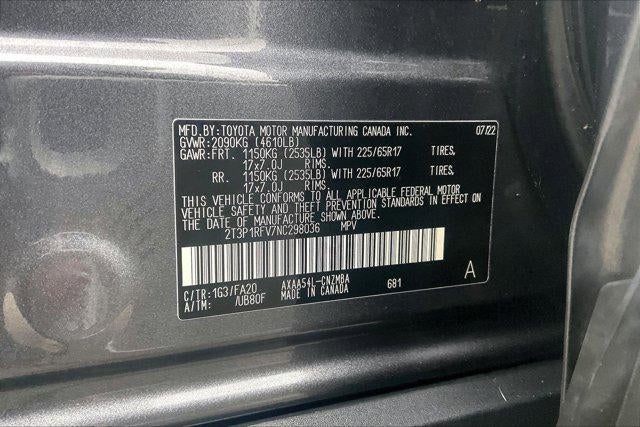 MFD.BY:TOYOTA MOTOR MANUFACTURING CANADA INC. 07/22
GVWR: 2090KG (4610LB)
GAWR: FRT. 1150KG (2535LB) WITH 225/65R17 TIRES,
17x7.0J RIMS.
RR. 1150KG (2535LB) WITH 225/65R17 TIRES,
17x7.0J RIMS.
THIS VEHICLE CONFORMS TO ALL APPLICABLE FEDERAL MOTOR
VEHICLE SAFETY AND THEFT PREVENTION STANDARDS IN EFFECT ON
THE DATE OF MANUFACTURE SHOWN ABOVE.
2T3P1RFV7NC298036 MPV
C/TR: 1G3/FA20 AXAA54L-CNZMBA 681 A
A/TM: /UB80F MADE IN CANADA